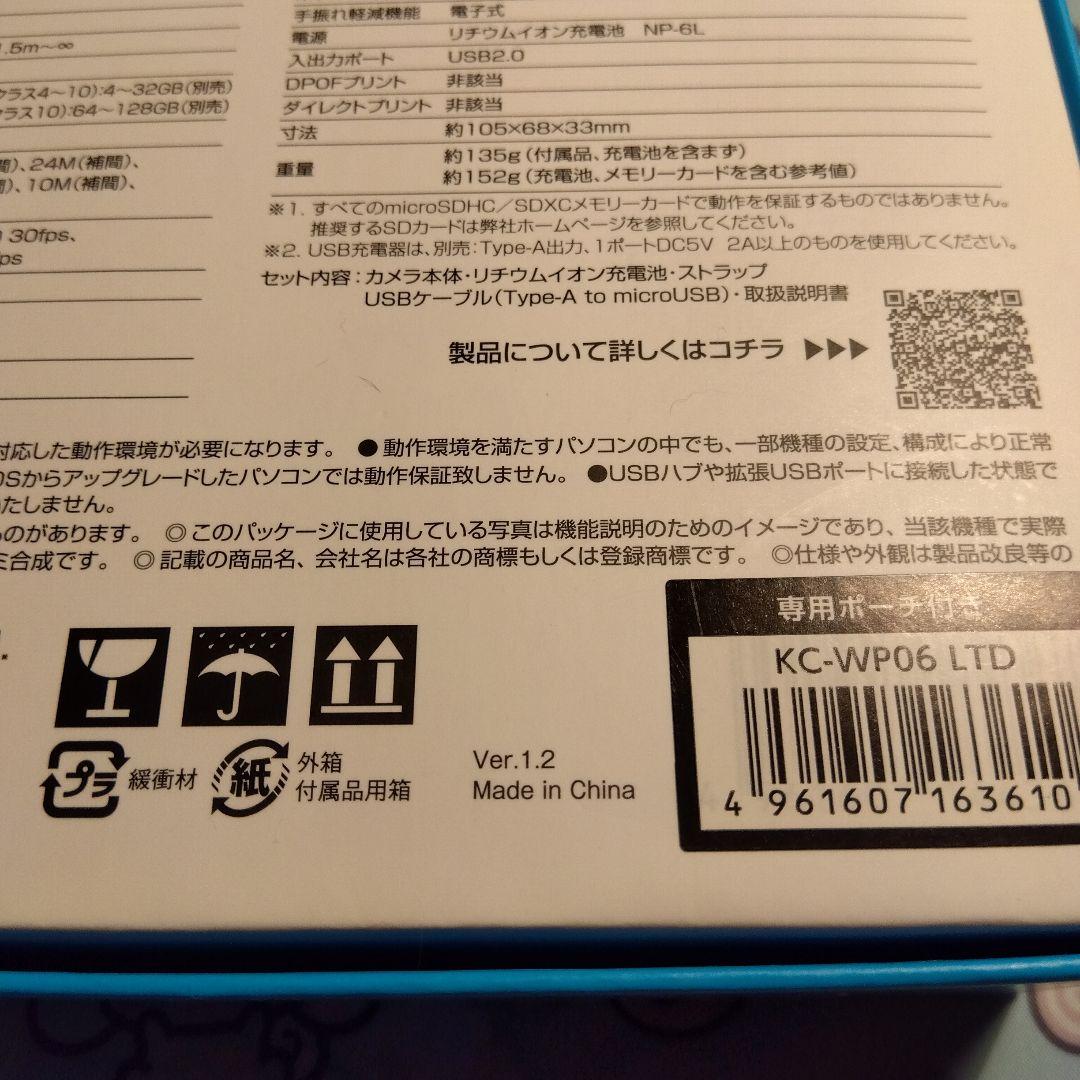 1.5m～∞
クラス4～10):4～32GB(別売)
クラス10):64～128GB(別売)
間)、24M(補間)、
間)、10M(補間)、
30fps、
ps
手振れ軽減機能 電子式
電源 リチウムイオン充電池 NP-6L
入出力ポート USB2.0
DPOFプリント 非該当
ダイレクトプリント 非該当
寸法 約105×68×33mm
重量 約135g(付属品、充電池を含まず)
約152g(充電池、メモリーカードを含む参考値)
※1. すべてのmicroSDHC／SDXCメモリーカードで動作を保証するものではありません。
推奨するSDカードは弊社ホームページを参照してください。
※2. USB充電器は、別売：Type-A出力、1ポートDC5V 2A以上のものを使用してください。
セット内容：カメラ本体・リチウムイオン充電池・ストラップ
USBケーブル(Type-A to microUSB)・取扱説明書
製品について詳しくはコチラ ▶▶▶
対応した動作環境が必要になります。 ●動作環境を満たすパソコンの中でも、一部機種の設定、構成により正常
OSからアップグレードしたパソコンでは動作保証致しません。 ●USBハブや拡張USBポートに接続した状態で
たしません。
ものがあります。 ◎このパッケージに使用している写真は機能説明のためのイメージであり、当該機種で実際
ミ合成です。 ◎記載の商品名、会社名は各社の商標もしくは登録商標です。 ◎仕様や外観は製品改良等の
専用ポーチ付き
KC-WP06 LTD
4 961607 163610
プラ 緩衝材
紙 外箱
付属品用箱
Ver.1.2
Made in China